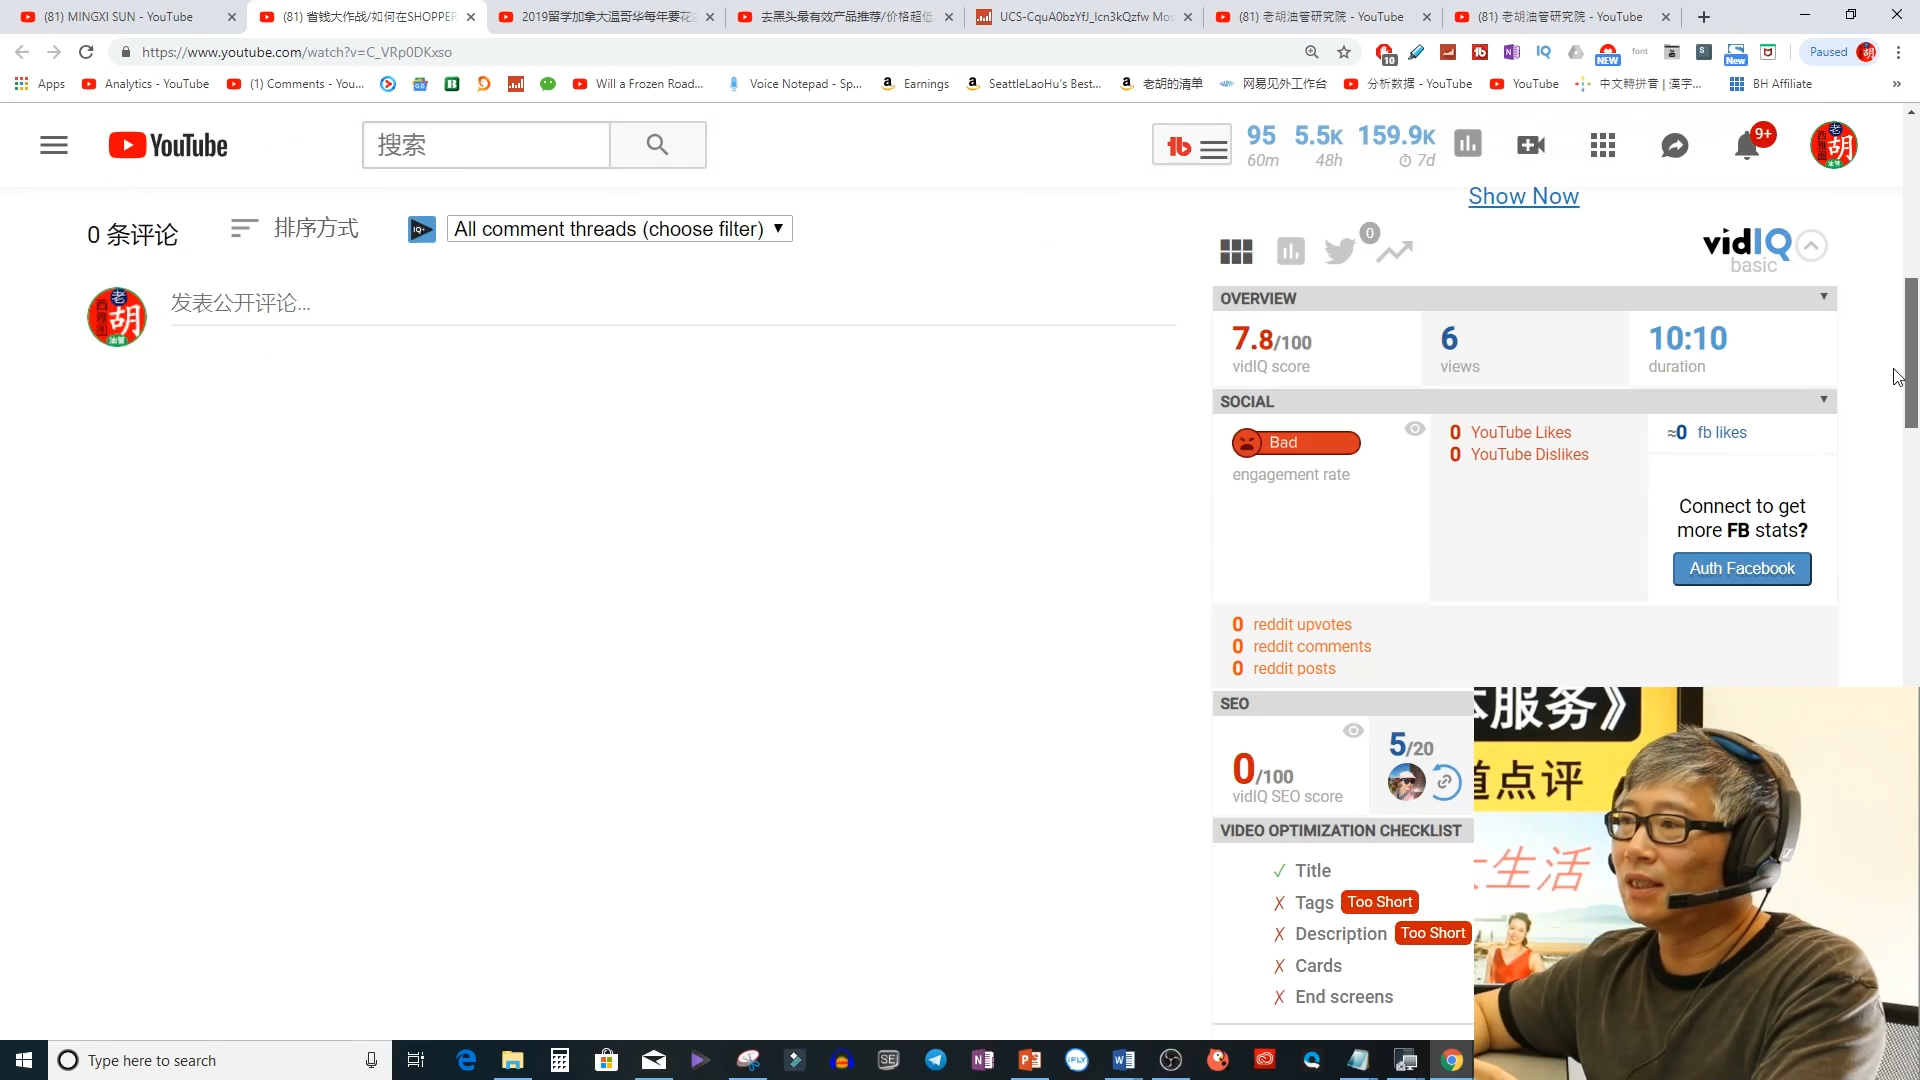 (81) MINGXI SUN - YouTube
(81) 省钱大作战/如何在SHOPPER
2019留学加拿大温哥华每年要花
去黑头最有效产品推荐/价格超低
UCS-CquA0bzYfJ_Icn3kQzfw Mos
(81) 老胡油管研究院 - YouTube
(81) 老胡油管研究院 - YouTube
https://www.youtube.com/watch?v=C_VRp0DKxso
10
IQ
NEW
font
New
Paused
Apps
Analytics - YouTube
(1) Comments - You...
Will a Frozen Road...
Voice Notepad - Sp...
Earnings
SeattleLaoHu's Best...
老胡的清单
网易见外工作台
分析数据 - YouTube
YouTube
中文轉拼音 | 漢字...
BH Affiliate
YouTube
搜索
95
60m
5.5K
48h
159.9K
7d
9+
Show Now
0 条评论
排序方式
All comment threads (choose filter)
发表公开评论...
0
vidIQ
basic
OVERVIEW
7.8/100
vidIQ score
6
views
10:10
duration
SOCIAL
Bad
engagement rate
0 YouTube Likes
0 YouTube Dislikes
≈0 fb likes
Connect to get
more FB stats?
Auth Facebook
0 reddit upvotes
0 reddit comments
0 reddit posts
SEO
0/100
vidIQ SEO score
5/20
VIDEO OPTIMIZATION CHECKLIST
✓ Title
✗ Tags Too Short
✗ Description Too Short
✗ Cards
✗ End screens
服务》
道点评
生活
Type here to search